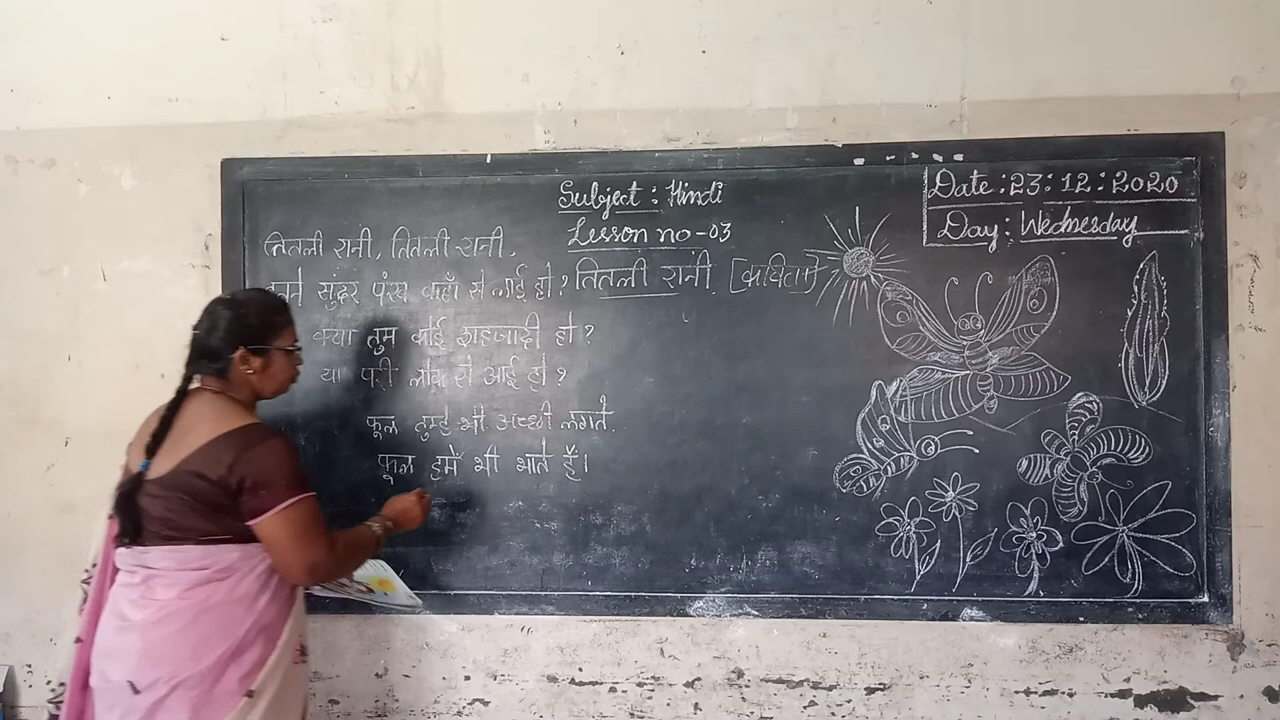 Subject : Hindi
Lesson no-03
Date : 23 : 12 : 2020
Day : Wednesday
तितली रानी [कविता]
तितली रानी, तितली रानी,
सुंदर पंख कहाँ से लाई हो ?
क्या तुम कोई शहजादी हो ?
या परी लोक से आई हो ?
फूल तुम्हे भी अच्छी लगते.
फूल हमें भी भाते हैं।